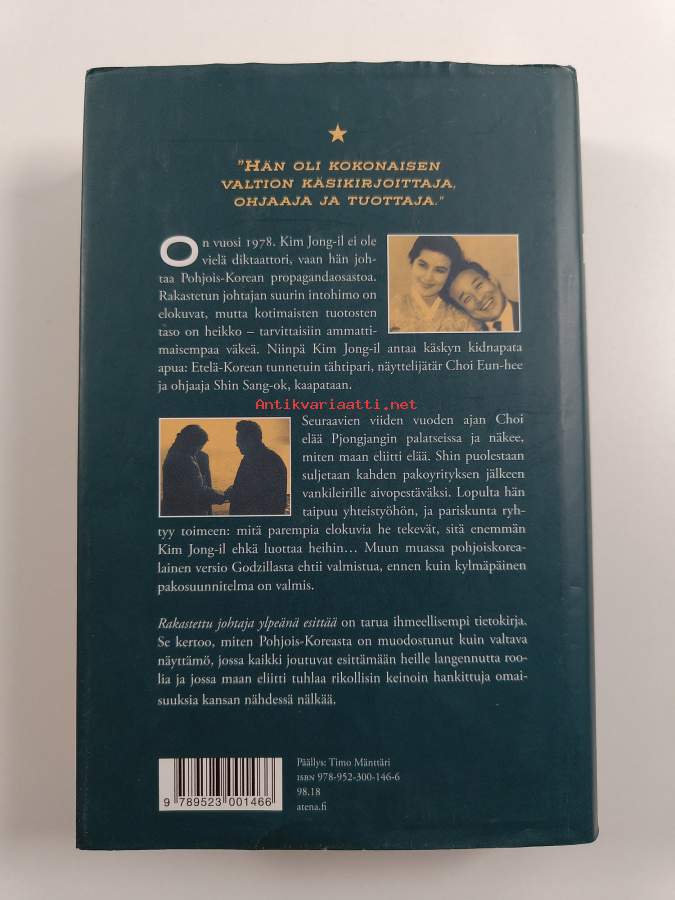 "HÄN OLI KOKONAISEN
VALTION KÄSIKIRJOITTAJA,
OHJAAJA JA TUOTTAJA."
On vuosi 1978. Kim Jong-il ei ole
vielä diktaattori, vaan hän joh-
taa Pohjois-Korean propagandaosastoa.
Rakastetun johtajan suurin intohimo on
elokuvat, mutta kotimaisten tuotosten
taso on heikko – tarvittaisiin ammatti-
maisempaa väkeä. Niinpä Kim Jong-il antaa käskyn kidnapata
apua: Etelä-Korean tunnetuin tähtipari, näyttelijätär Choi Eun-hee
ja ohjaaja Shin Sang-ok, kaapataan.
Antikvariaatti.net
Seuraavien viiden vuoden ajan Choi
elää Pjongjangin palatseissa ja näkee,
miten maan eliitti elää. Shin puolestaan
suljetaan kahden pakoyrityksen jälkeen
vankileirille aivopestäväksi. Lopulta hän
taipuu yhteistyöhön, ja pariskunta ryh-
tyy toimeen: mitä parempia elokuvia he tekevät, sitä enemmän
Kim Jong-il ehkä luottaa heihin... Muun muassa pohjoiskorea-
lainen versio Godzillasta ehtii valmistua, ennen kuin kylmäpäinen
pakosuunnitelma on valmis.
Rakastettu johtaja ylpeänä esittää on tarua ihmeellisempi tietokirja.
Se kertoo, miten Pohjois-Koreasta on muodostunut kuin valtava
näyttämö, jossa kaikki joutuvat esittämään heille langennutta roo-
lia ja jossa maan eliitti tuhlaa rikollisin keinoin hankittuja omai-
suuksia kansan nähdessä nälkää.
Päällys: Timo Mänttäri
ISBN 978-952-300-146-6
98.18
atena.fi
9 789523 001466